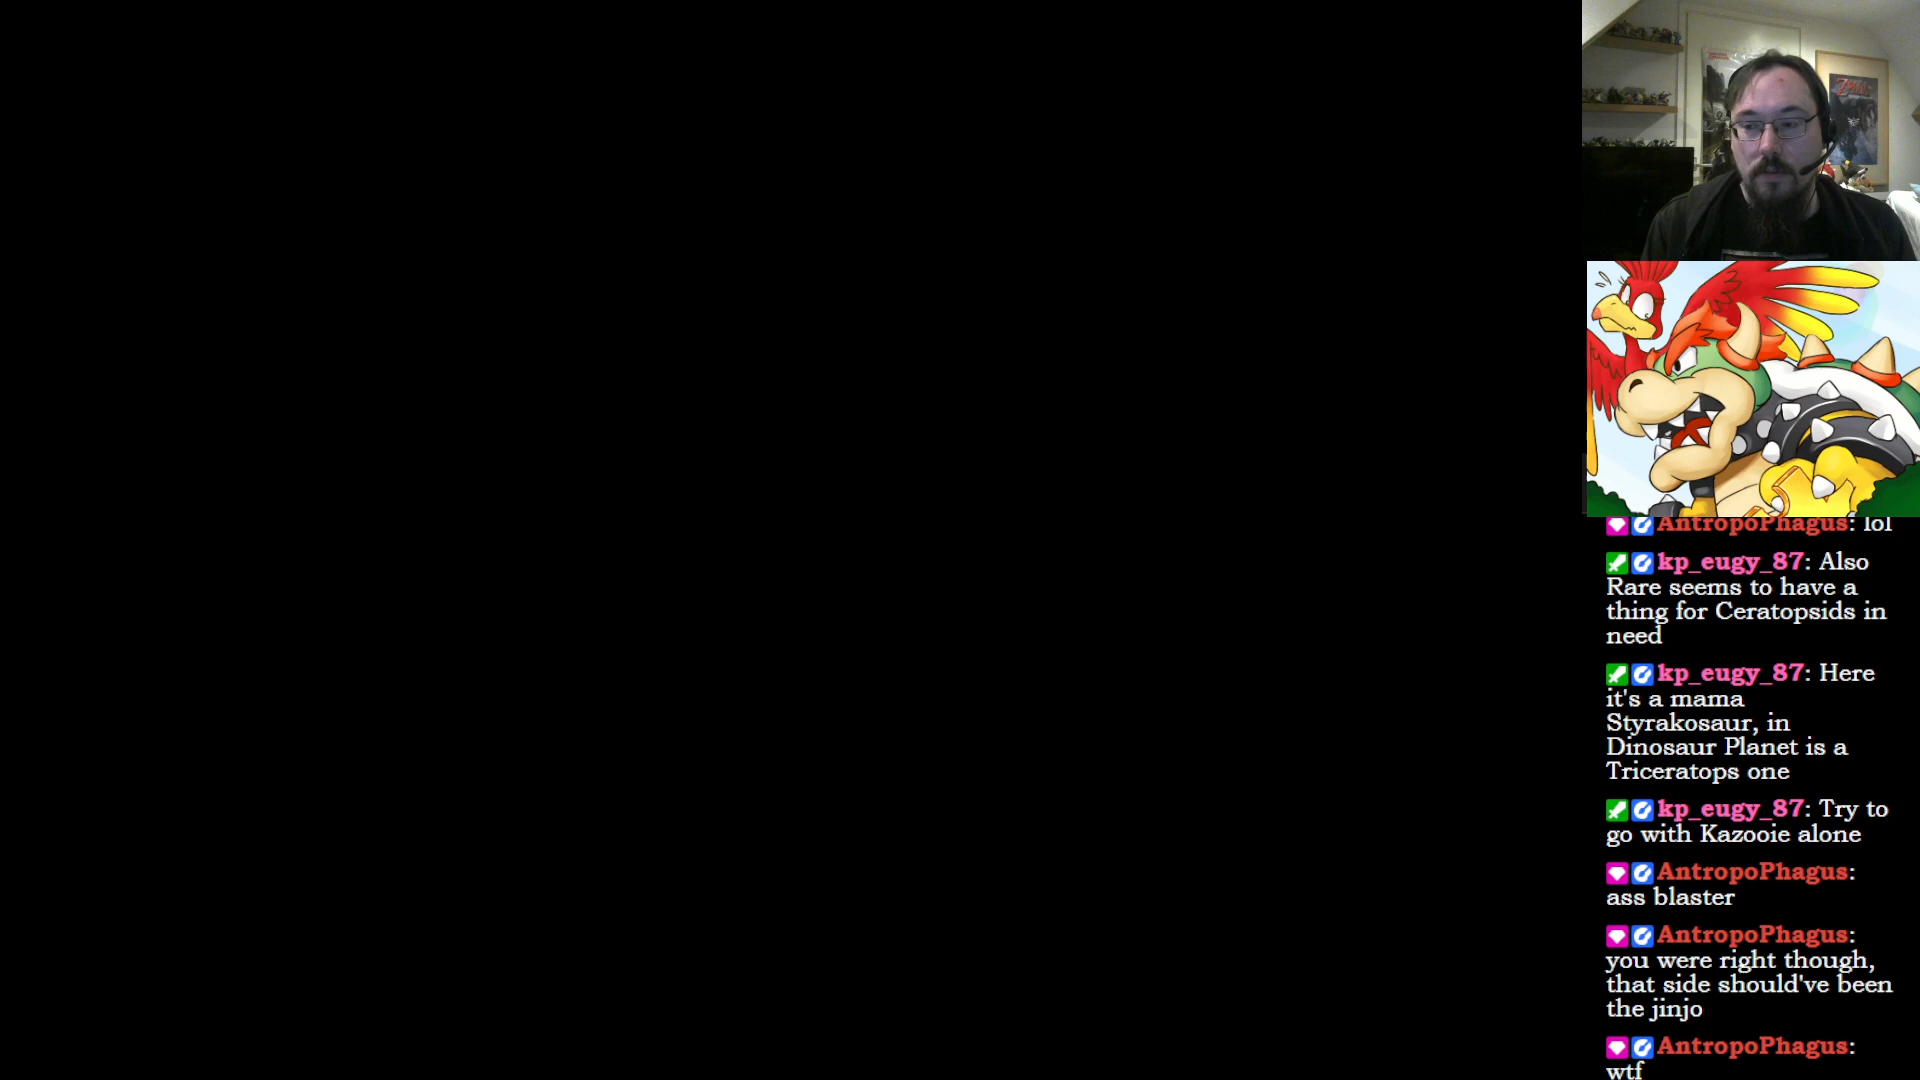 Zelda
AntropoPhagus: lol
kp_eugy_87: Also
Rare seems to have a
thing for Ceratopsids in
need
kp_eugy_87: Here
it's a mama
Styrakosaur, in
Dinosaur Planet is a
Triceratops one
kp_eugy_87: Try to
go with Kazooie alone
AntropoPhagus:
ass blaster
AntropoPhagus:
you were right though,
that side should've been
the jinjo
AntropoPhagus:
wtf